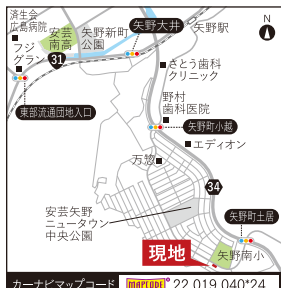 済生会
広島病院
フジ
グラン
安芸
南高
矢野新町
公園
矢野大井
矢野駅
N
31
さとう歯科
クリニック
東部流通団地入口
野村
歯科医院
矢野町小越
エディオン
万惣
34
安芸矢野
ニュータウン
中央公園
矢野町土居
現地
矢野南小
カーナビマップコード
MAPCODE
22 019 040*24